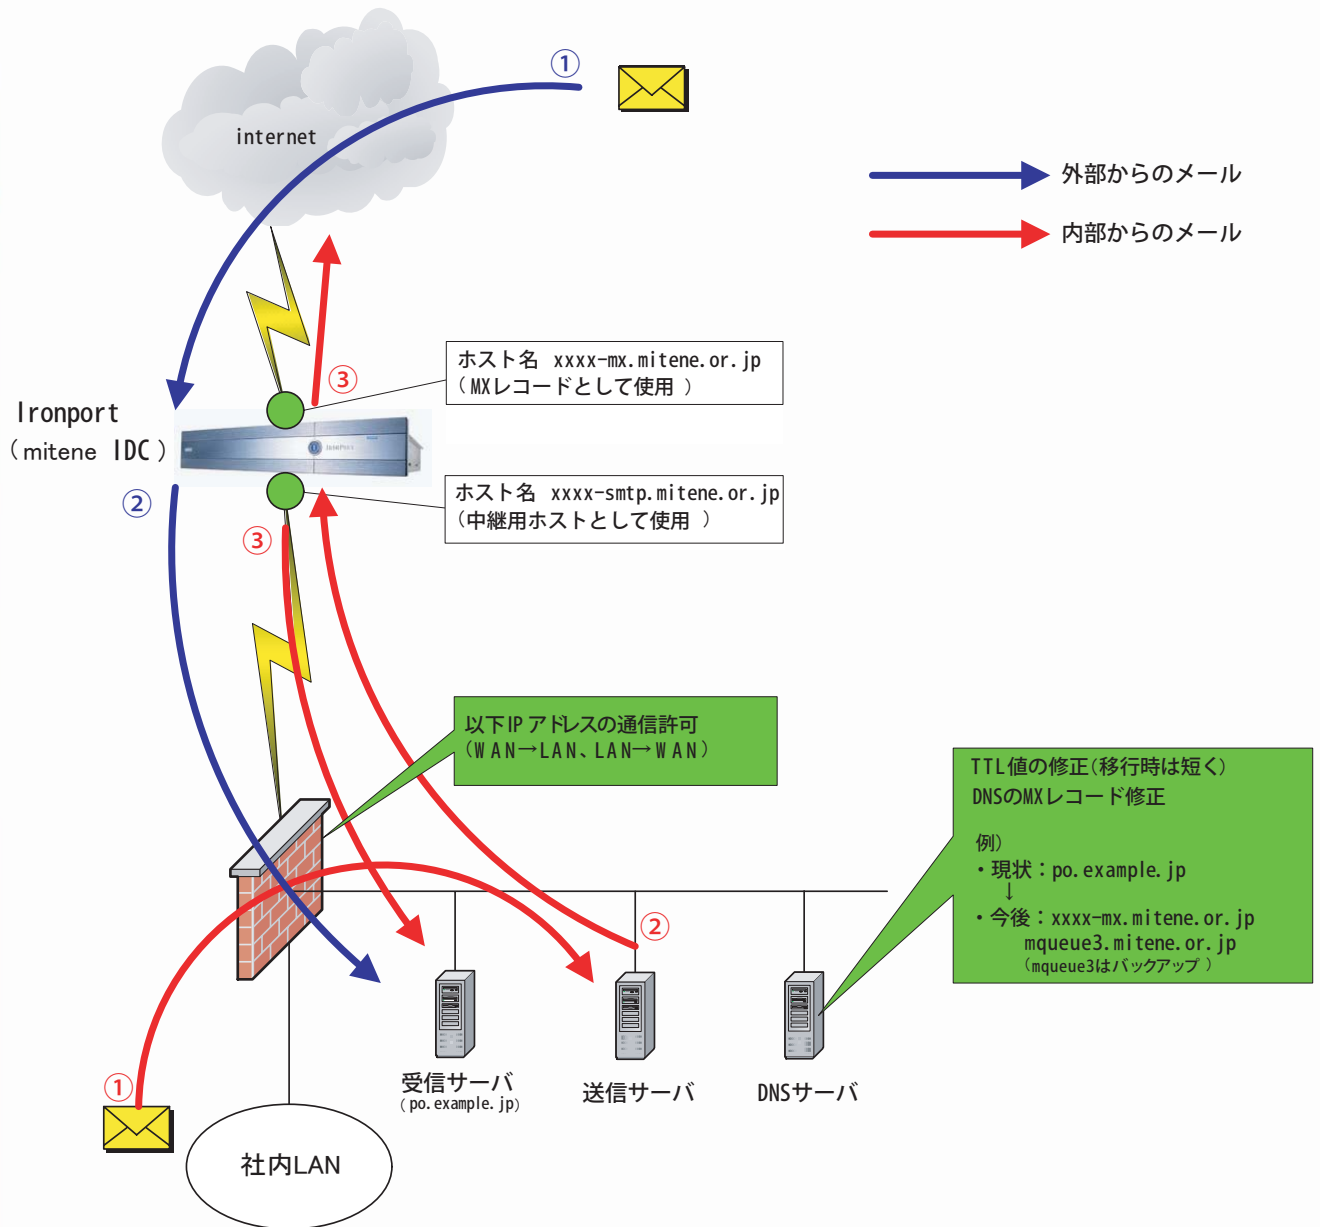 ①
internet
外部からのメール
内部からのメール
ホスト名 xxxx-mx.mitene.or.jp
（MXレコードとして使用 ）
③
Ironport
（mitene IDC）
IronPort
②
ホスト名 xxxx-smtp.mitene.or.jp
（中継用ホストとして使用 ）
③
以下IPアドレスの通信許可
（WAN→LAN、LAN→WAN）
TTL値の修正（移行時は短く）
DNSのMXレコード修正
例）
・現状：po.example.jp
↓
・今後：xxxx-mx.mitene.or.jp
mqueue3.mitene.or.jp
（mqueue3はバックアップ ）
②
①
受信サーバ
（po.example.jp）
送信サーバ
DNSサーバ
社内LAN